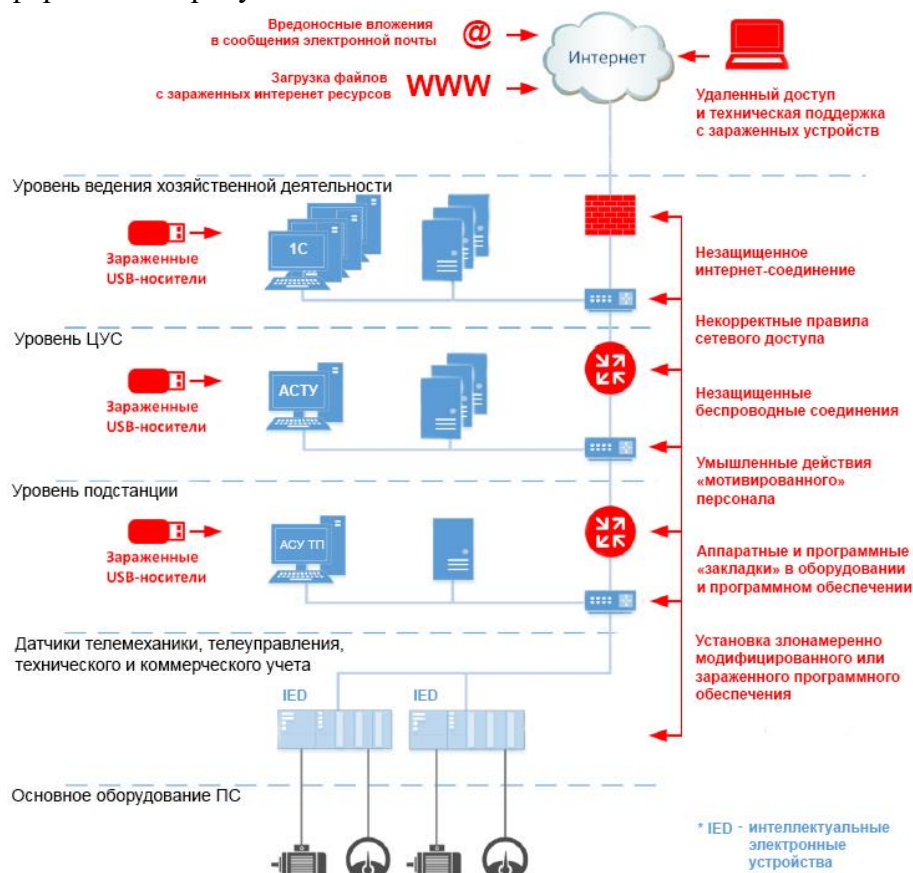 Вредоносные вложения
в сообщения электронной почты
@
Интернет
Загрузка файлов
с зараженных интеренет ресурсов
WWW
Удаленный доступ
и техническая поддержка
с зараженных устройств
Уровень ведения хозяйственной деятельности
1С
Зараженные
USB-носители
Незащищенное
интернет-соединение
Некорректные правила
сетевого доступа
Уровень ЦУС
АСТУ
Зараженные
USB-носители
Незащищенные
беспроводные соединения
Умышленные действия
«мотивированного»
персонала
Уровень подстанции
АСУ ТП
Зараженные
USB-носители
Аппаратные и программные
«закладки» в оборудовании
и программном обеспечении
Датчики телемеханики, телеуправления,
технического и коммерческого учета
Установка злонамеренно
модифицированного или
зараженного программного
обеспечения
IED
IED
Основное оборудование ПС
* IED - интеллектуальные
электронные
устройства